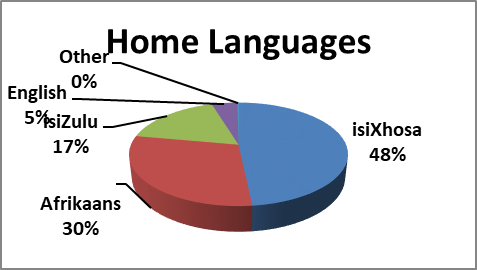 Home Languages
Other
0%
English
5%
isiZulu
17%
isiXhosa
48%
Afrikaans
30%